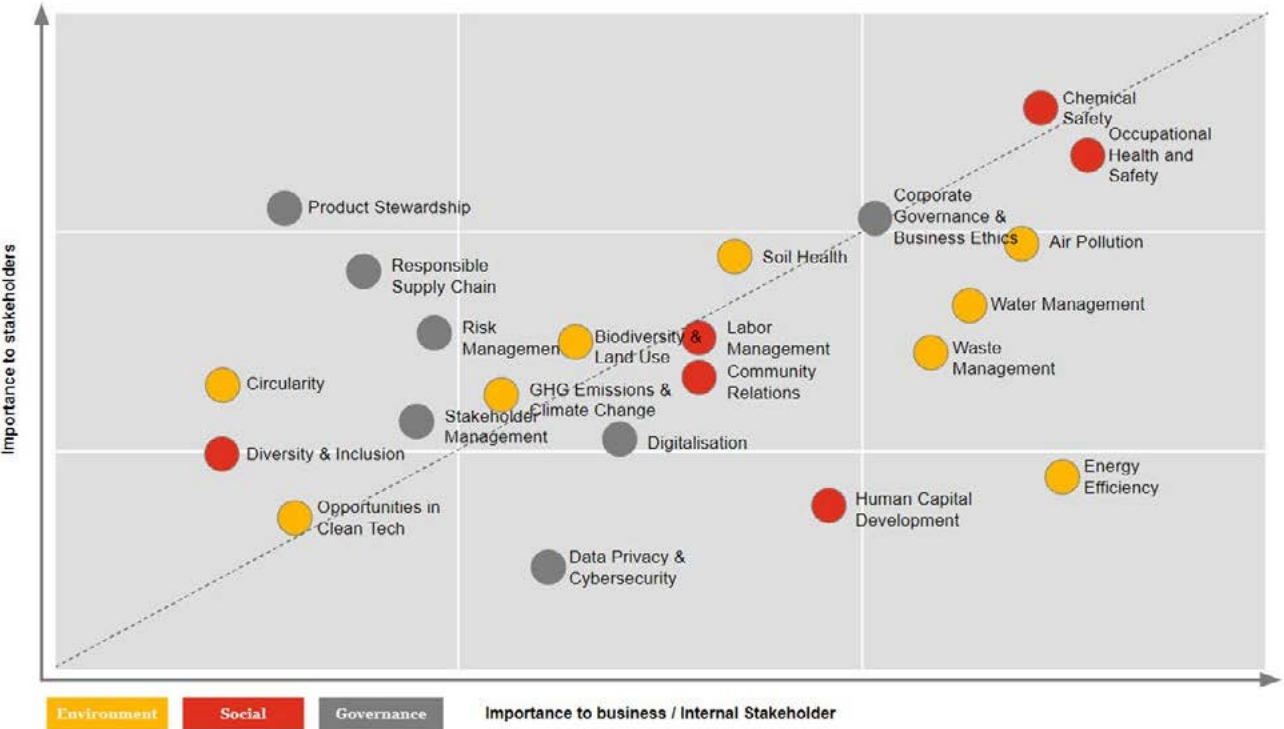 Importance to stakeholders
Chemical
Safety
Occupational
Health and
Safety
Product Stewardship
Corporate
Governance &
Business Ethics
Air Pollution
Soil Health
Responsible
Supply Chain
Water Management
Risk
Management
Biodiversity &
Land Use
Labor
Management
Waste
Management
Community
Relations
Circularity
GHG Emissions &
Climate Change
Stakeholder
Management
Digitalisation
Diversity & Inclusion
Energy
Efficiency
Human Capital
Development
Opportunities in
Clean Tech
Data Privacy &
Cybersecurity
Environment
Social
Governance
Importance to business / Internal Stakeholder